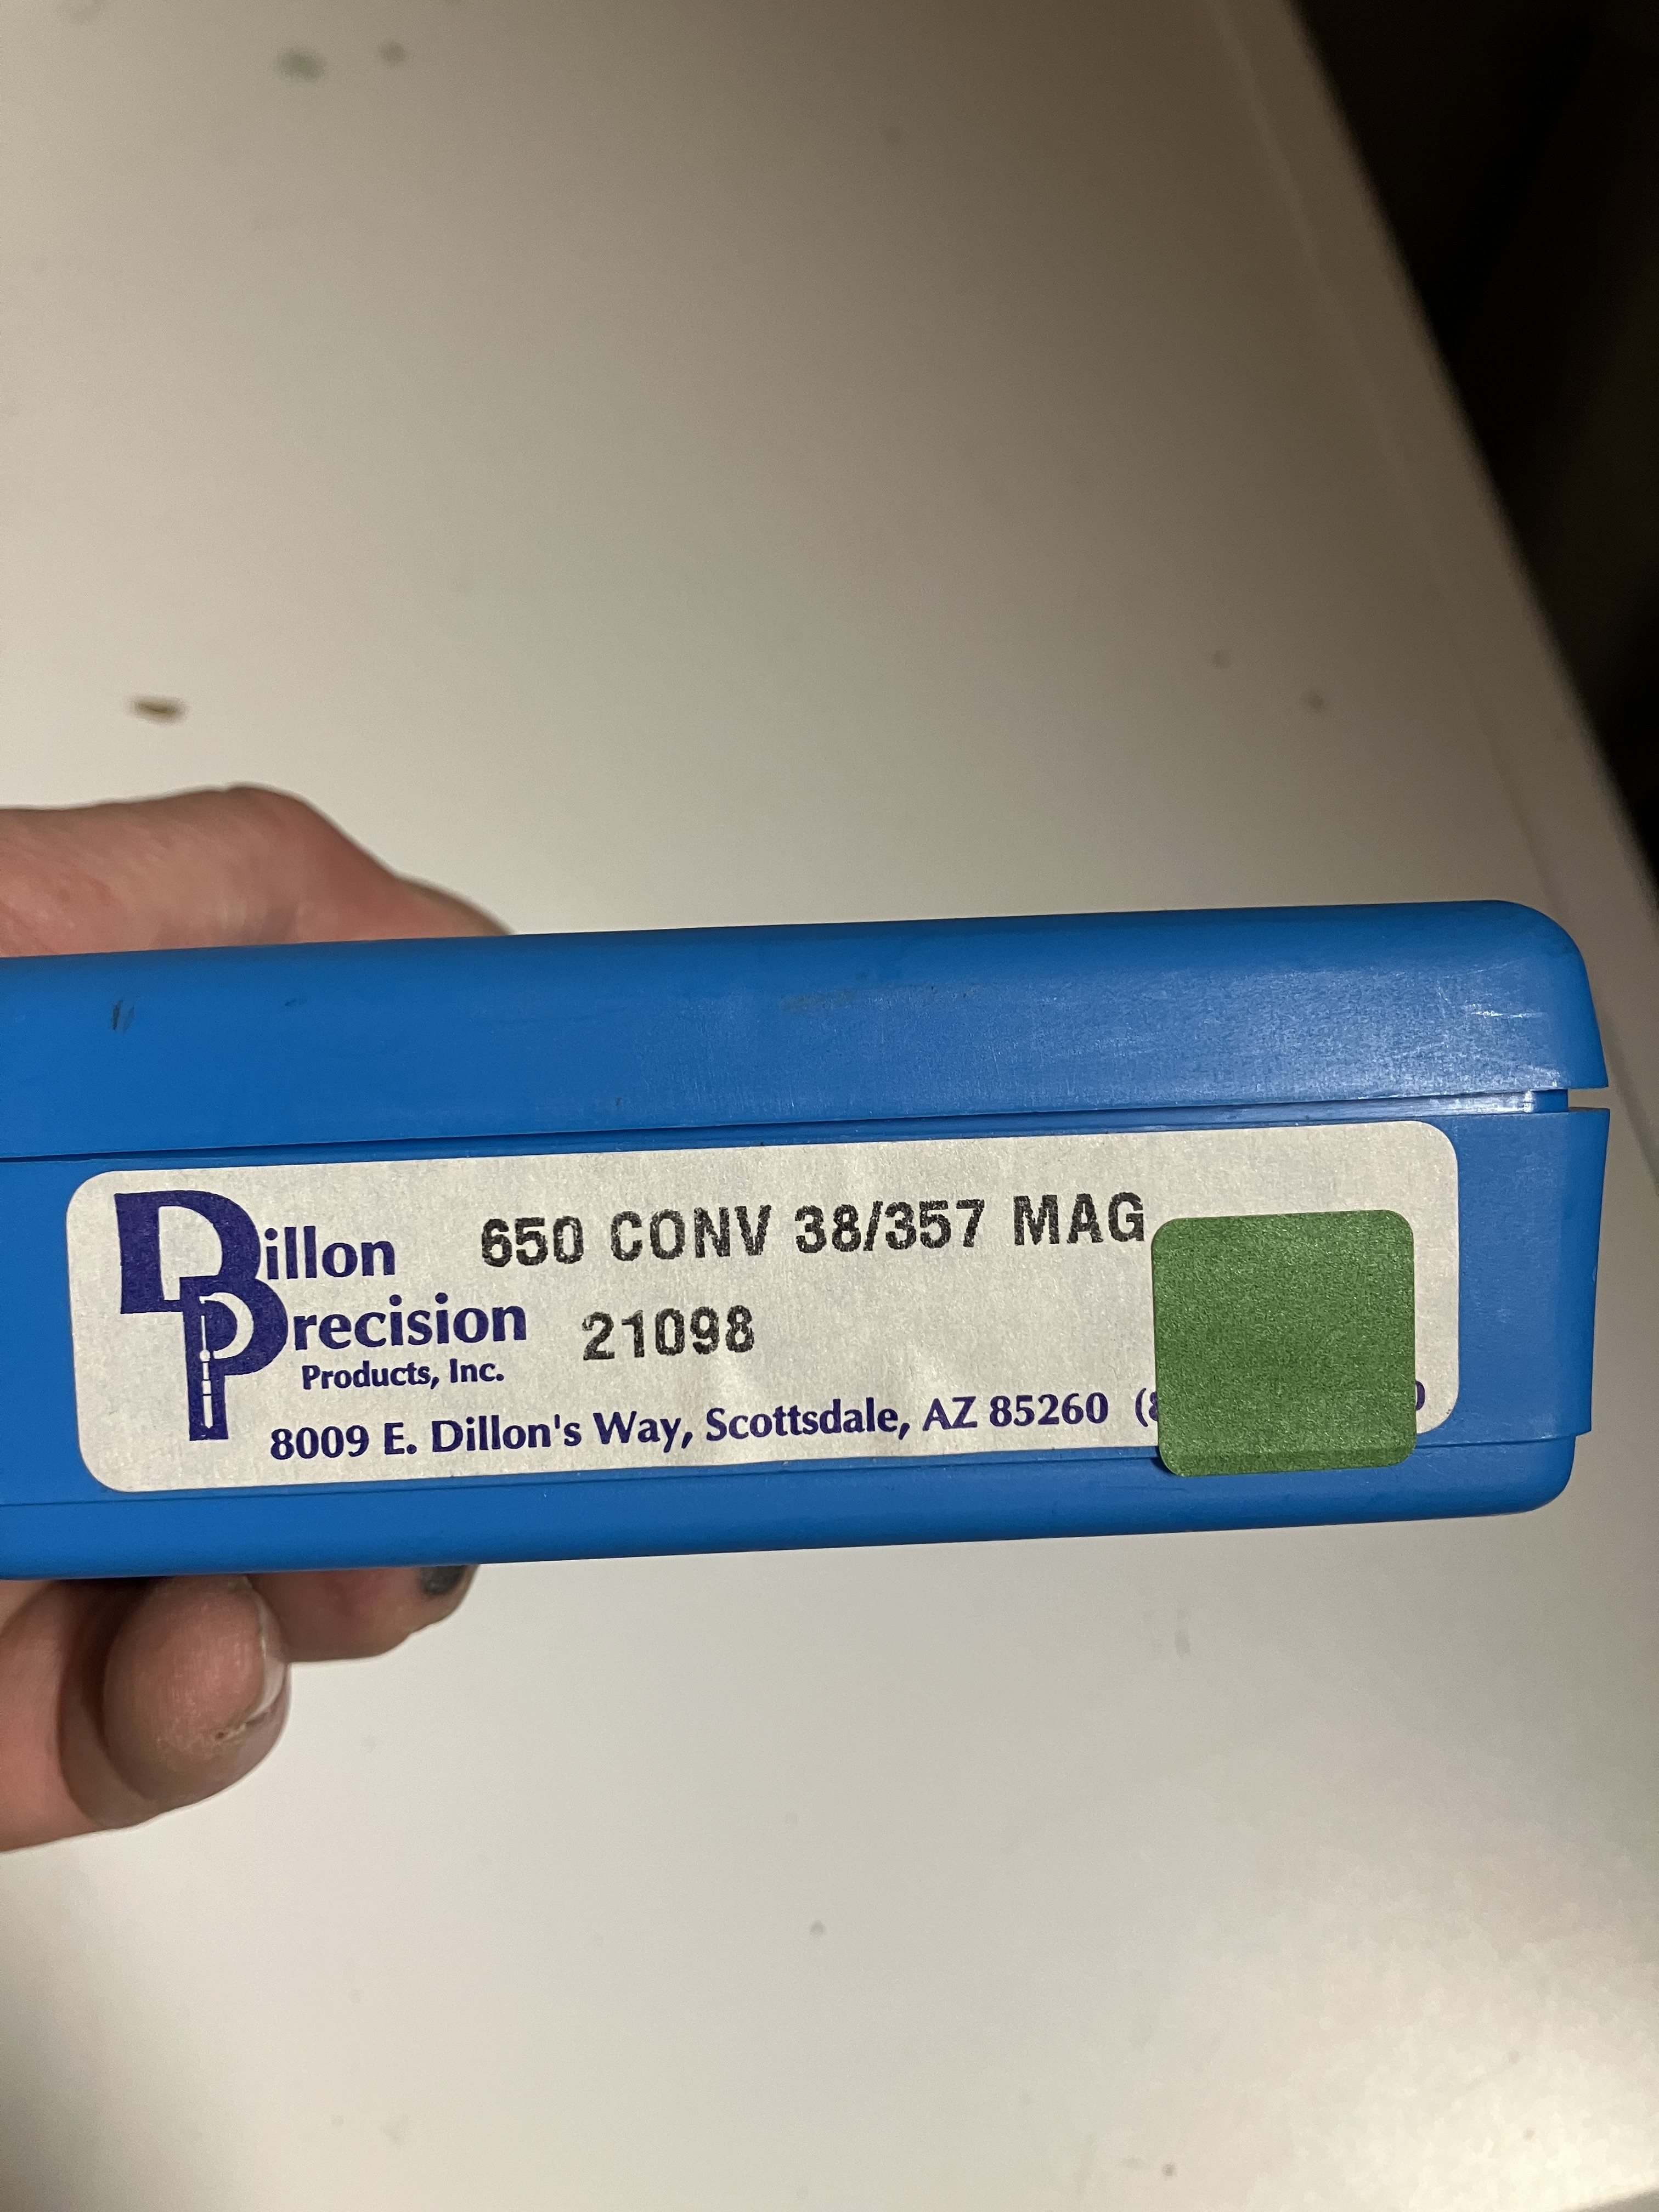 Dillon
Precision
Products, Inc.
650 CONV 38/357 MAG
21098
8009 E. Dillon's Way, Scottsdale, AZ 85260